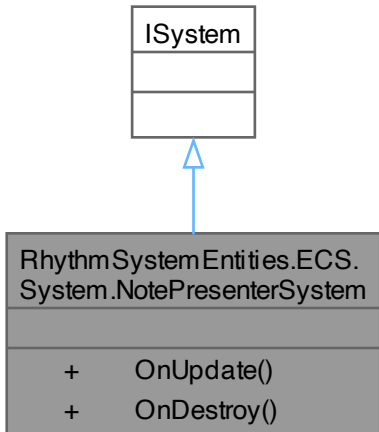 ISystem
RhythmSystemEntities.ECS.
System.NotePresenterSystem
+ OnUpdate()
+ OnDestroy()